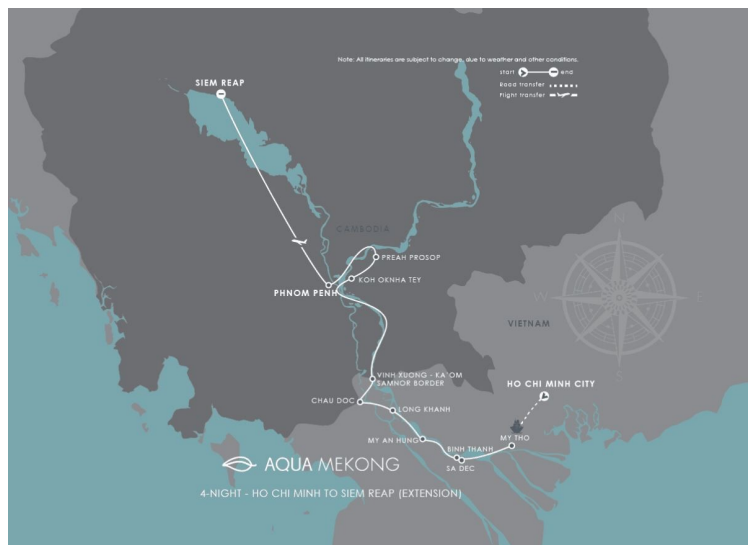 Note: All itineraries are subject to change, due to weather and other conditions.
start end
Road transfer
Flight transfer
SIEM REAP
CAMBODIA
PREAH PROSOP
KOH OKNHA TEY
PHNOM PENH
N
W E
S
VIETNAM
VINH XUONG - KA'OM
SAMNOR BORDER
HO CHI MINH CITY
CHAU DOC
LONG KHANH
MY AN HUNG
BINH THANH
SA DEC
MY THO
AQUA MEKONG
4-NIGHT - HO CHI MINH TO SIEM REAP (EXTENSION)